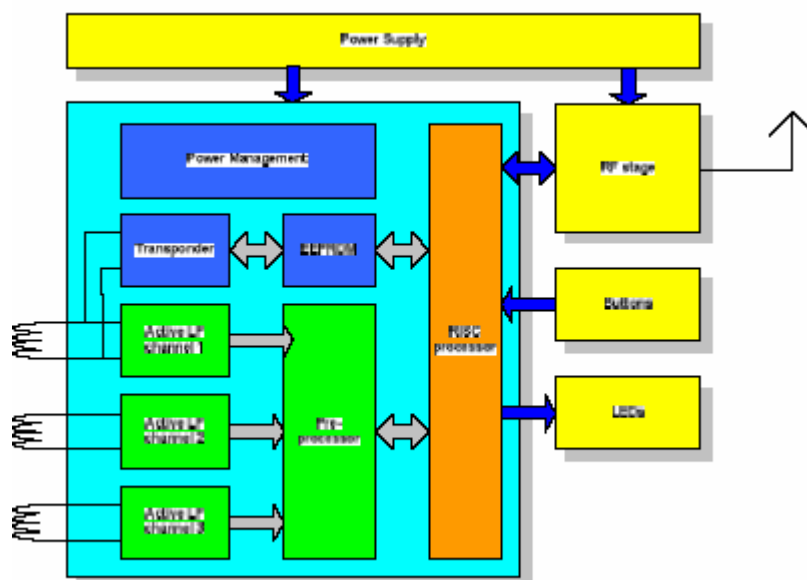 Power Supply
Power Management
RF stage
Transponder
EEPROM
Buttons
Active LF
channel 1
RISC
processor
Active LF
channel 2
Pre-
processor
LEDs
Active LF
channel 3